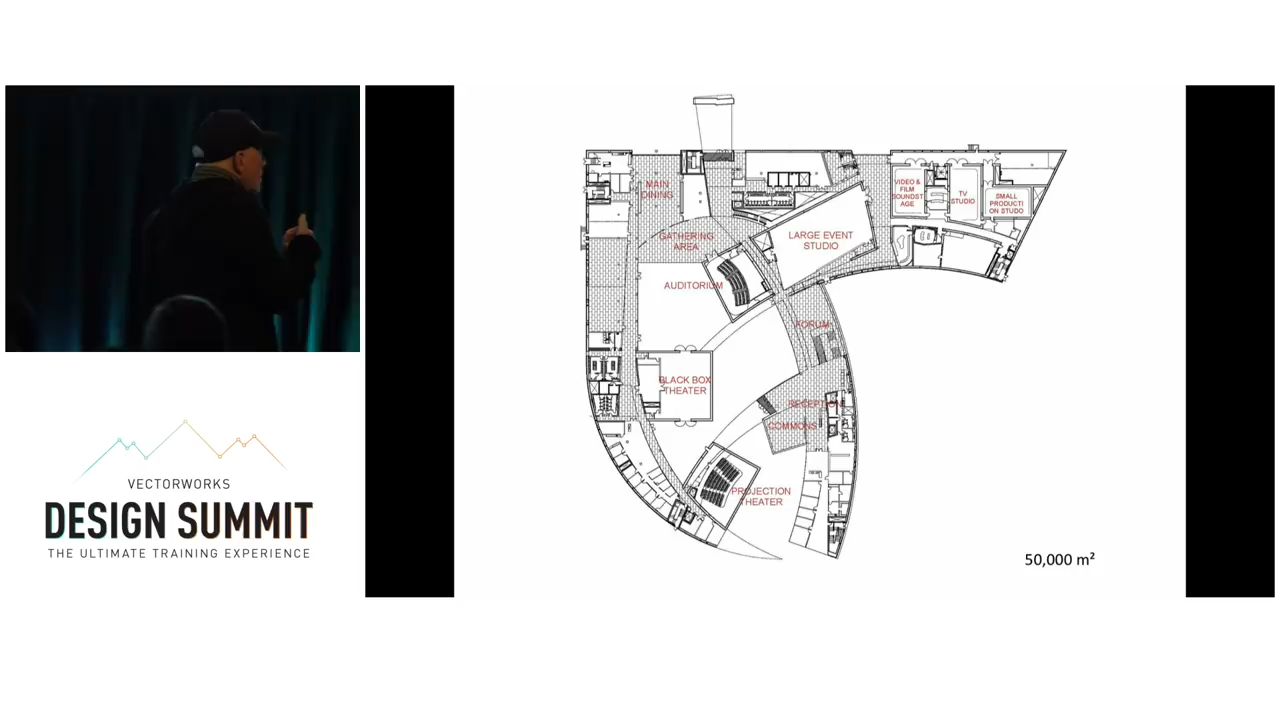 VECTORWORKS
DESIGN SUMMIT
THE ULTIMATE TRAINING EXPERIENCE
MAIN
DINING
GATHERING
AREA
AUDITORIUM
LARGE EVENT
STUDIO
VIDEO &
FILM
SOUNDST
AGE
TV
STUDIO
SMALL
PRODUCTI
ON STUDO
FORUM
BLACK BOX
THEATER
RECEPTION
COMMONS
PROJECTION
THEATER
50,000 m²